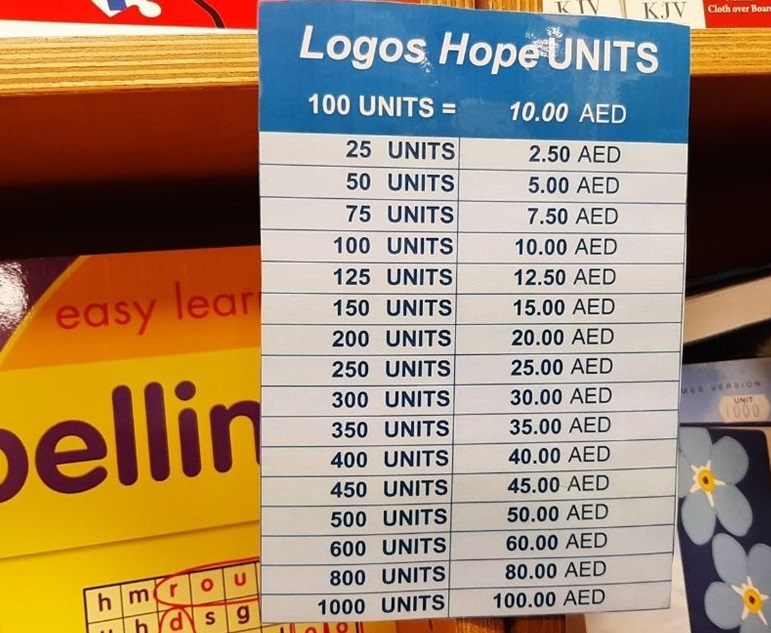 KJV
KJV
Cloth over Boar
Logos Hope UNITS
100 UNITS = 10.00 AED
25 UNITS 2.50 AED
50 UNITS 5.00 AED
75 UNITS 7.50 AED
100 UNITS 10.00 AED
125 UNITS 12.50 AED
150 UNITS 15.00 AED
200 UNITS 20.00 AED
250 UNITS 25.00 AED
300 UNITS 30.00 AED
350 UNITS 35.00 AED
400 UNITS 40.00 AED
450 UNITS 45.00 AED
500 UNITS 50.00 AED
600 UNITS 60.00 AED
800 UNITS 80.00 AED
1000 UNITS 100.00 AED
easy lear
pellin
h m r o u
h d s g
MES VERSION
UNIT
1000